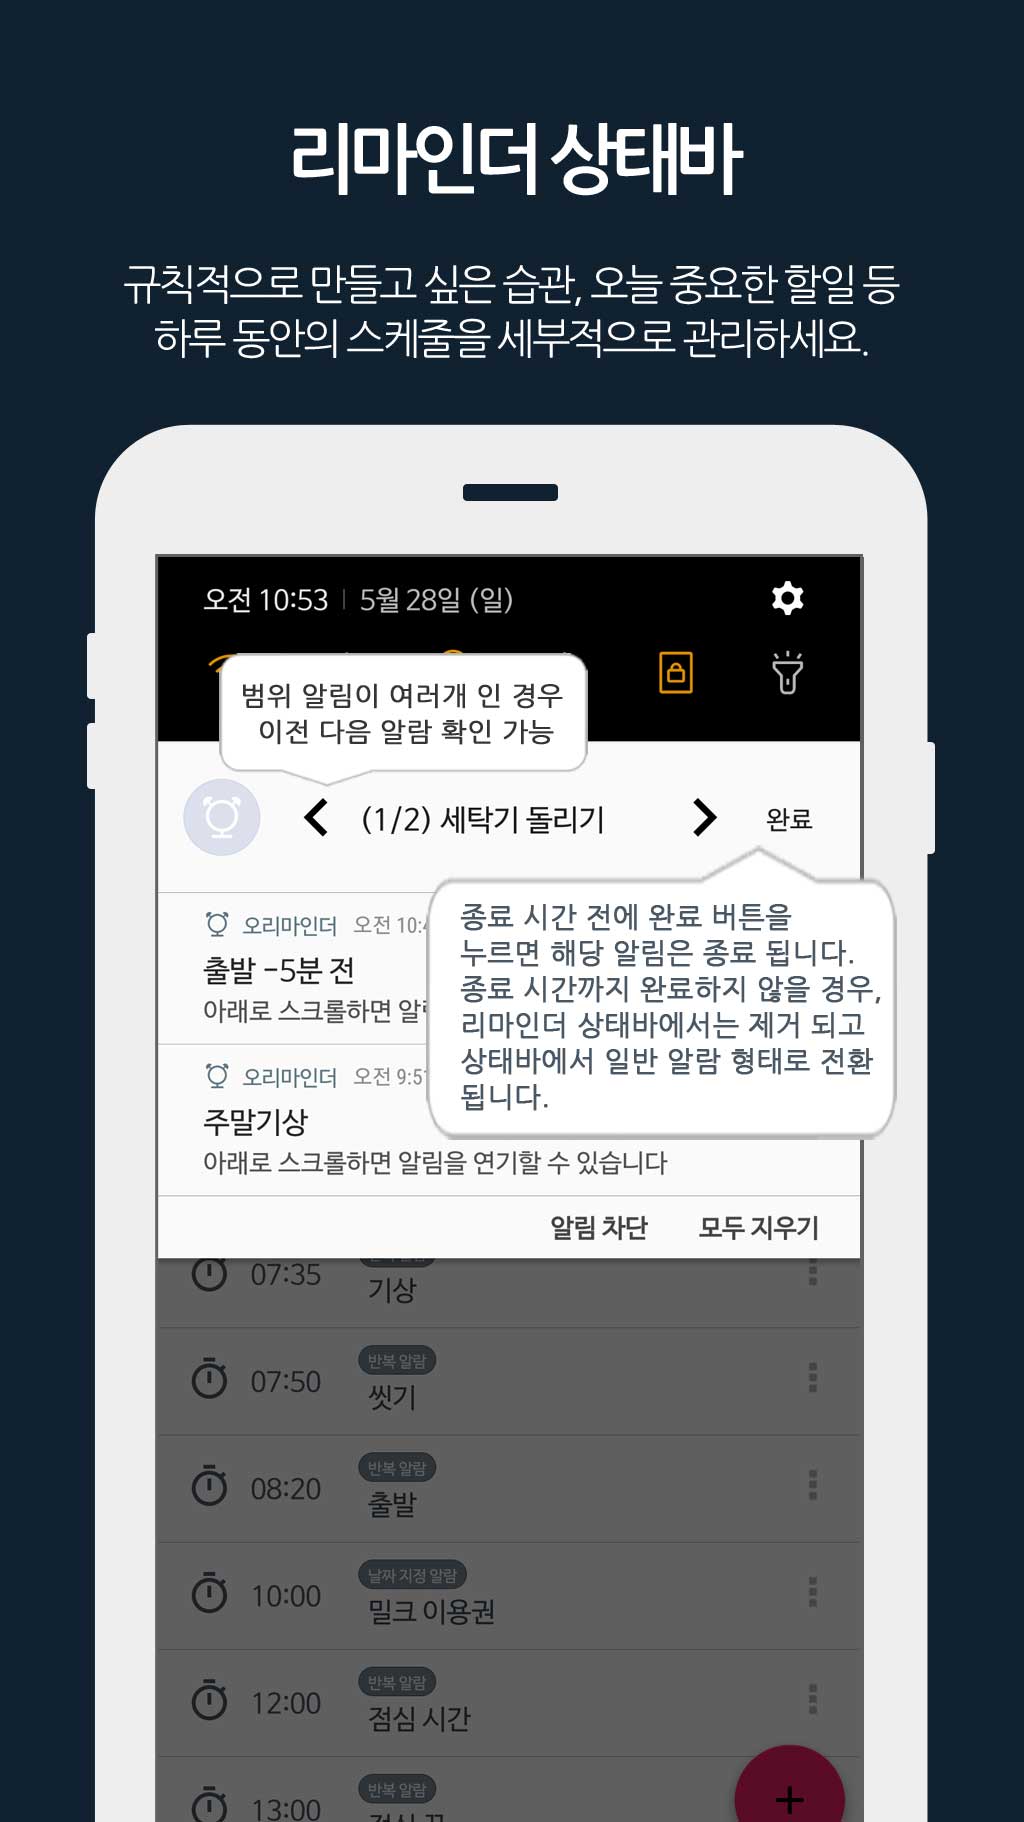 리마인더 상태바
규칙적으로 만들고 싶은 습관, 오늘 중요한 할일 등
하루 동안의 스케줄을 세부적으로 관리하세요.
오전 10:53 | 5월 28일 (일)
범위 알림이 여러개 인 경우
이전 다음 알람 확인 가능
(1/2) 세탁기 돌리기
완료
종료 시간 전에 완료 버튼을
누르면 해당 알림은 종료 됩니다.
종료 시간까지 완료하지 않을 경우,
리마인더 상태바에서는 제거 되고
상태바에서 일반 알람 형태로 전환
됩니다.
오리마인더 오전
출발 -5분 전
아래로 스크롤하면
오리마인더 오전
주말기상
아래로 스크롤하면 알림을 연기할 수 있습니다
알림 차단 모두 지우기
07:35
기상
반복 알람
07:50
씻기
반복 알람
08:20
출발
날짜 지정 알람
10:00
밀크 이용권
반복 알람
12:00
점심 시간
반복 알람
13:00